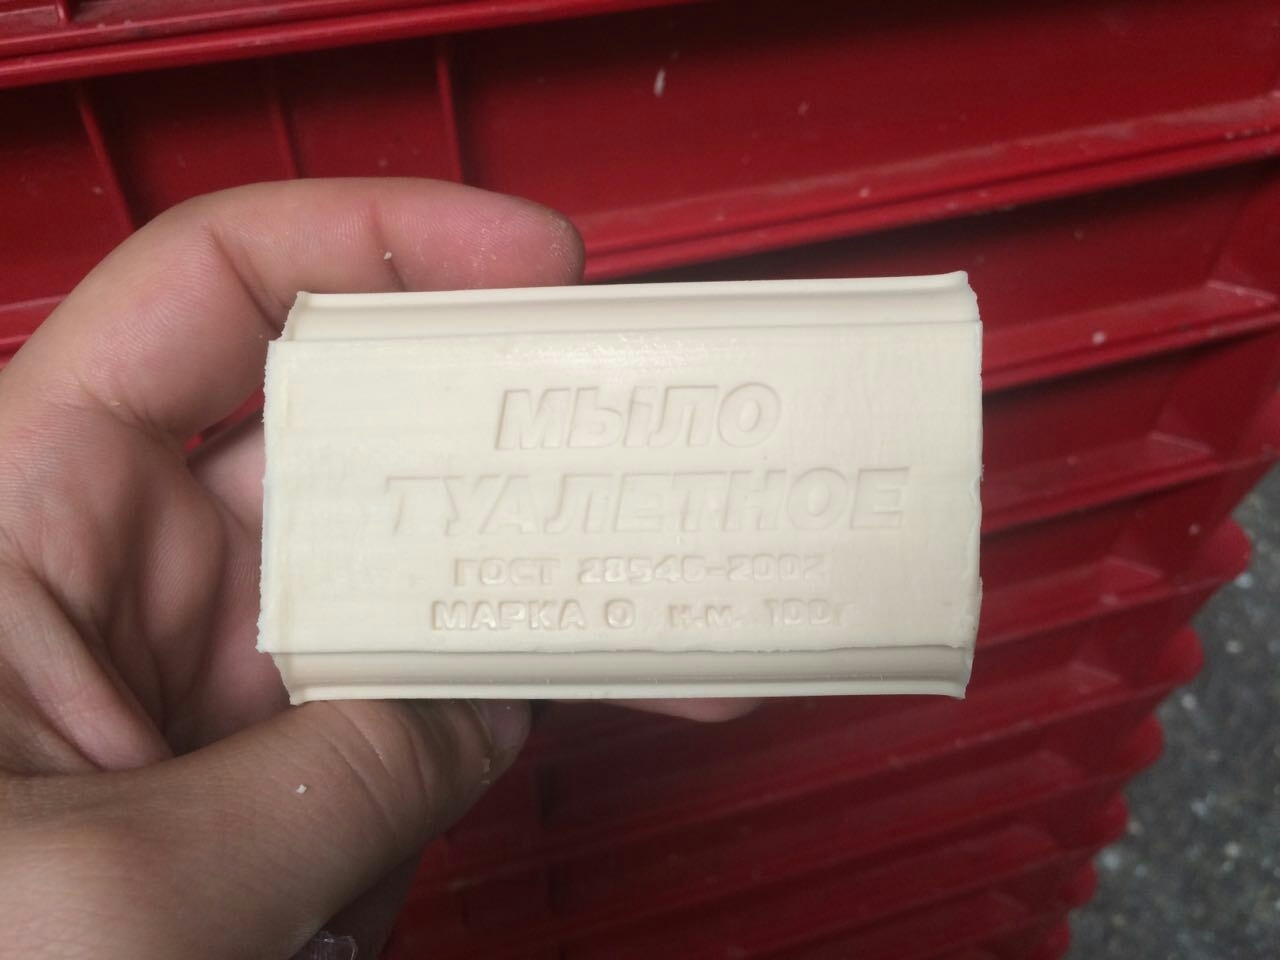 МЫЛО
ТУАЛЕТНОЕ
ГОСТ 28546-2002
МАРКА О н.м. 100г